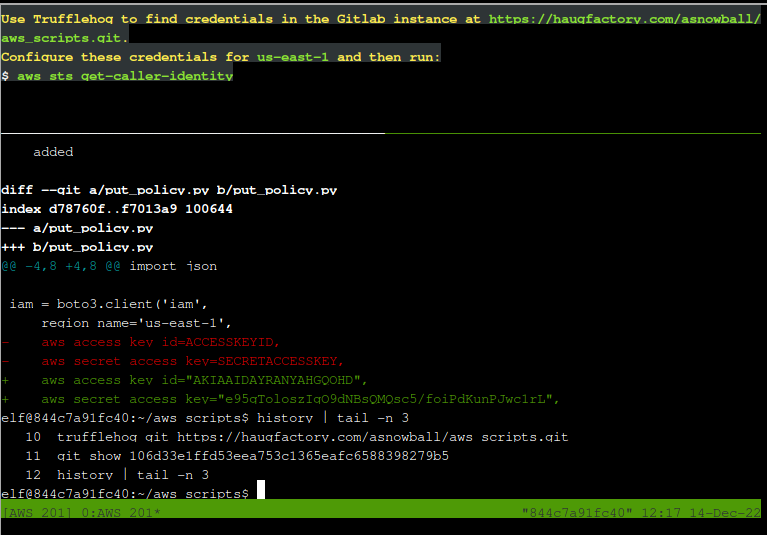 Use Trufflehog to find credentials in the Gitlab instance at https://haugfactory.com/asnowball/
aws_scripts.git.
Configure these credentials for us-east-1 and then run:
$ aws sts get-caller-identity
added
diff --git a/put_policy.py b/put_policy.py
index d78760f..f7013a9 100644
--- a/put_policy.py
+++ b/put_policy.py
@@ -4,8 +4,8 @@ import json
iam = boto3.client('iam',
region_name='us-east-1',
- aws_access_key_id=ACCESSKEYID,
- aws_secret_access_key=SECRETACCESSKEY,
+ aws_access_key_id="AKIAAIDAYRANYAHGQOHD",
+ aws_secret_access_key="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",
elf@844c7a91fc40:~/aws_scripts$ history | tail -n 3
10 trufflehog git https://haugfactory.com/asnowball/aws_scripts.git
11 git show 106d33e1ffd53eea753c1365eafc6588398279b5
12 history | tail -n 3
elf@844c7a91fc40:~/aws_scripts$
[AWS 201] 0:AWS 201* "844c7a91fc40" 12:17 14-Dec-22